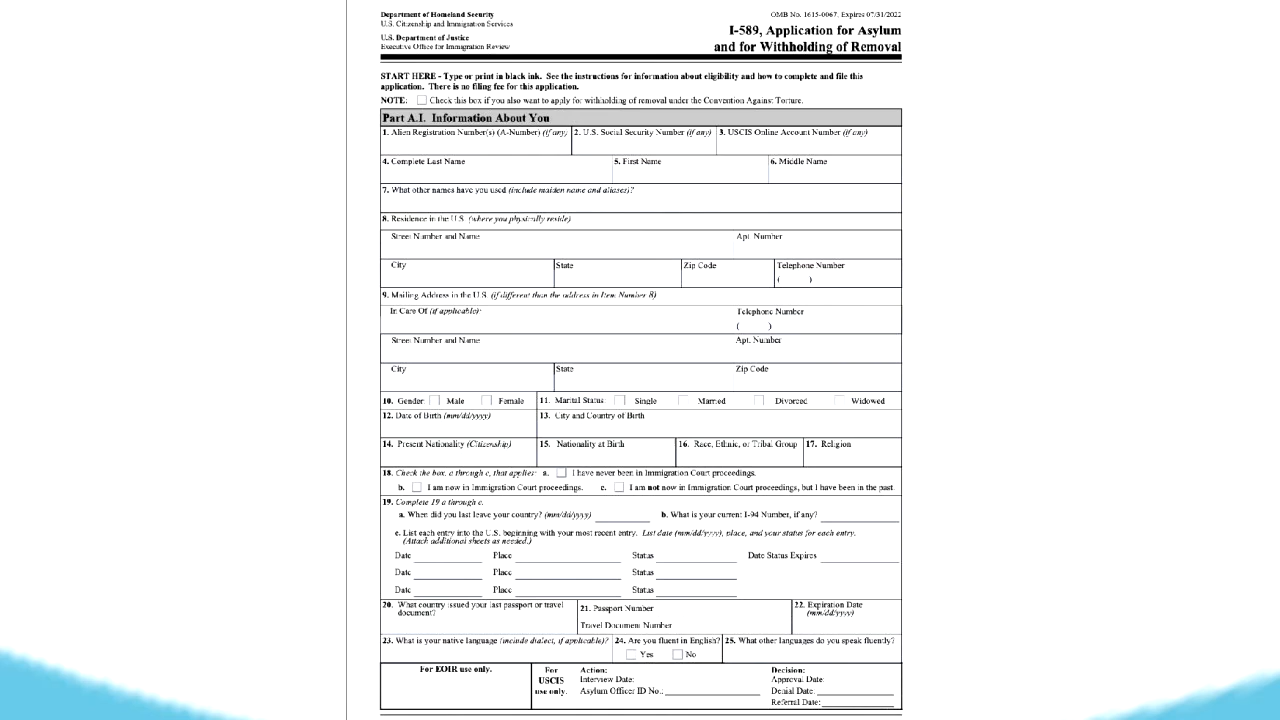 Department of Homeland Security
U.S. Citizenship and Immigration Services
U.S. Department of Justice
Executive Office for Immigration Review
OMB No. 1615-0067, Expires 07/31/2022
I-589, Application for Asylum
and for Withholding of Removal
START HERE - Type or print in black ink. See the instructions for information about eligibility and how to complete and file this
application. There is no filing fee for this application.
NOTE: Check this box if you also want to apply for withholding of removal under the Convention Against Torture.
Part A.I. Information About You
1. Alien Registration Number(s) (A-Number) (if any) 2. U.S. Social Security Number (if any) 3. USCIS Online Account Number (if any)
4. Complete Last Name 5. First Name 6. Middle Name
7. What other names have you used (include maiden name and aliases)?
8. Residence in the U.S. (where you physically reside)
Street Number and Name Apt. Number
City State Zip Code Telephone Number
( )
9. Mailing Address in the U.S. (if different than the address in Item Number 8)
In Care Of (if applicable): Telephone Number
( )
Street Number and Name Apt. Number
City State Zip Code
10. Gender: Male Female 11. Marital Status: Single Married Divorced Widowed
12. Date of Birth (mm/dd/yyyy) 13. City and Country of Birth
14. Present Nationality (Citizenship) 15. Nationality at Birth 16. Race, Ethnic, or Tribal Group 17. Religion
18. Check the box, a through c, that applies: a. I have never been in Immigration Court proceedings.
b. I am now in Immigration Court proceedings. c. I am not now in Immigration Court proceedings, but I have been in the past.
19. Complete 19 a through c.
a. When did you last leave your country? (mm/dd/yyyy) b. What is your current I-94 Number, if any?
c. List each entry into the U.S. beginning with your most recent entry. List date (mm/dd/yyyy), place, and your status for each entry.
(Attach additional sheets as needed.)
Date Place Status Date Status Expires
Date Place Status
Date Place Status
20. What country issued your last passport or travel
document?
21. Passport Number
Travel Document Number
22. Expiration Date
(mm/dd/yyyy)
23. What is your native language (include dialect, if applicable)? 24. Are you fluent in English? 25. What other languages do you speak fluently?
Yes No
For EOIR use only.
For
USCIS
use only.
Action:
Interview Date:
Asylum Officer ID No.:
Decision:
Approval Date:
Denial Date:
Referral Date: